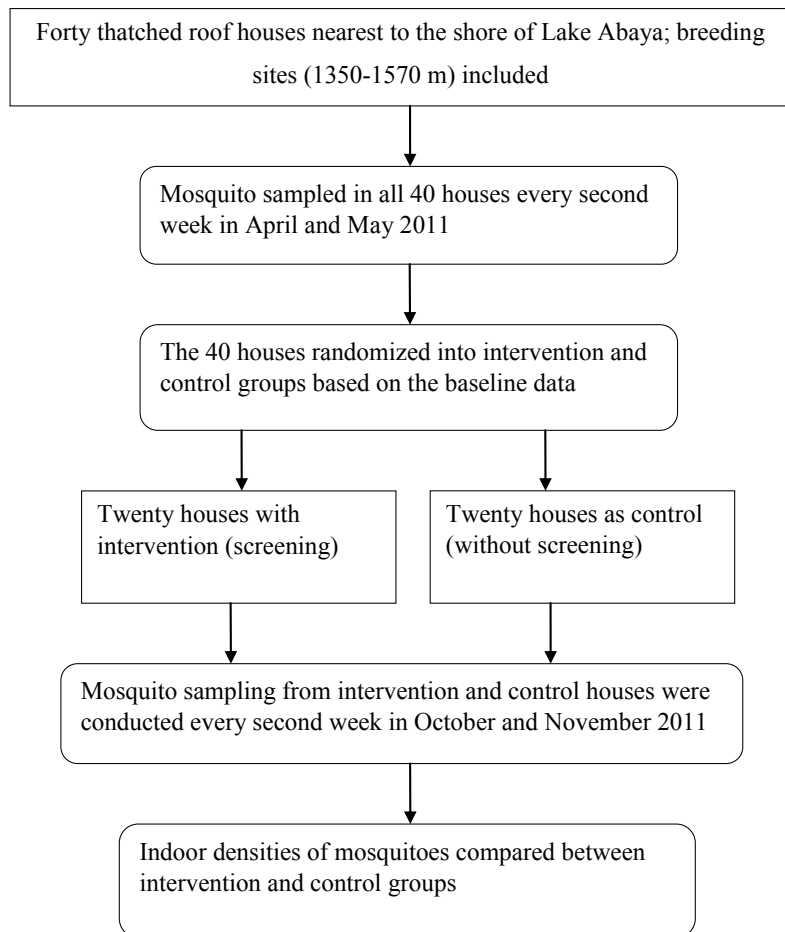 Forty thatched roof houses nearest to the shore of Lake Abaya; breeding
sites (1350-1570 m) included
Mosquito sampled in all 40 houses every second
week in April and May 2011
The 40 houses randomized into intervention and
control groups based on the baseline data
Twenty houses with
intervention (screening)
Twenty houses as control
(without screening)
Mosquito sampling from intervention and control houses were
conducted every second week in October and November 2011
Indoor densities of mosquitoes compared between
intervention and control groups